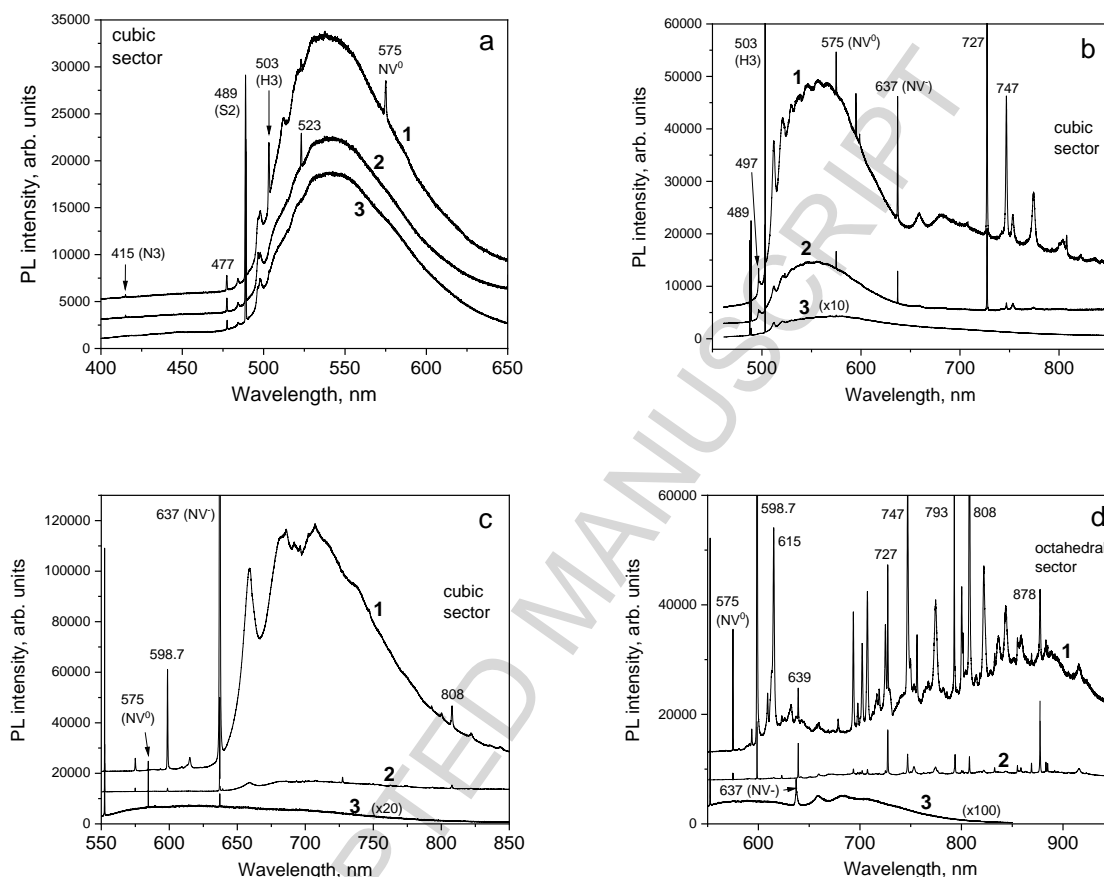 a
cubic
sector
415 (N3)
477
489
(S2)
503
(H3)
523
575
NV⁰
1
2
3
PL intensity, arb. units
0
5000
10000
15000
20000
25000
30000
35000
400 450 500 550 600 650
Wavelength, nm
b
503
(H3)
575 (NV⁰)
637 (NV⁻)
727
747
cubic
sector
497
489
1
2
3 (x10)
PL intensity, arb. units
0
10000
20000
30000
40000
50000
60000
500 600 700 800
Wavelength, nm
c
637 (NV⁻)
cubic
sector
598.7
575
(NV⁰)
808
1
2
3 (x20)
PL intensity, arb. units
0
20000
40000
60000
80000
100000
120000
550 600 650 700 750 800 850
Wavelength, nm
d
598.7
615
747
793
808
727
octahedral
sector
575
(NV⁰)
639
878
1
2
637 (NV-)
3 (x100)
PL intensity, arb. units
0
20000
40000
60000
600 700 800 900
Wavelength, nm
PTED MANUSCRIPT